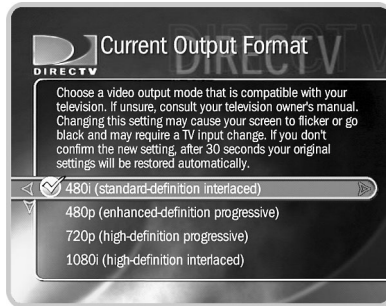 DIRECTV
Current Output Format
DIRECTV
Choose a video output mode that is compatible with your
television. If unsure, consult your television owner's manual.
Changing this setting may cause your screen to flicker or go
black and may require a TV input change. If you don't
confirm the new setting, after 30 seconds your original
settings will be restored automatically.
480i (standard-definition interlaced)
480p (enhanced-definition progressive)
720p (high-definition progressive)
1080i (high-definition interlaced)